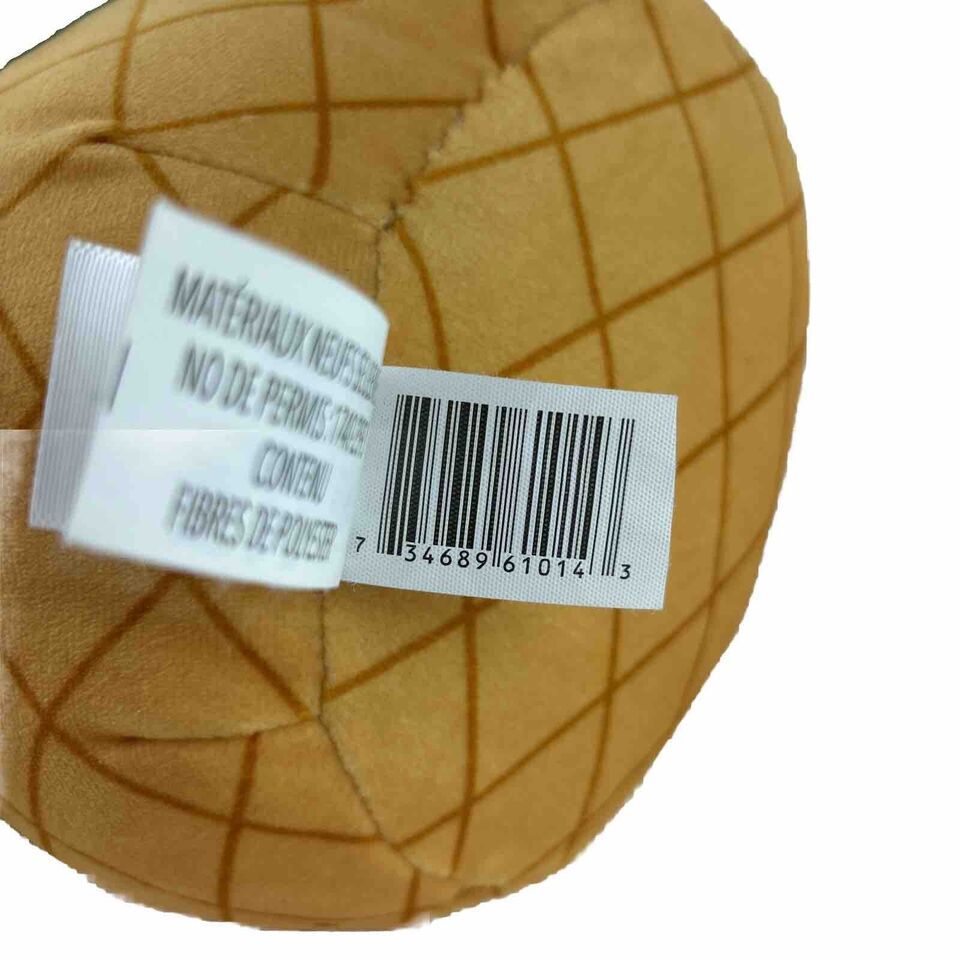 MATÉRIAUX NEUFS
NO DE PERMIS:
CONTENU
FIBRES DE POLYESTER
7 34689 61014 3